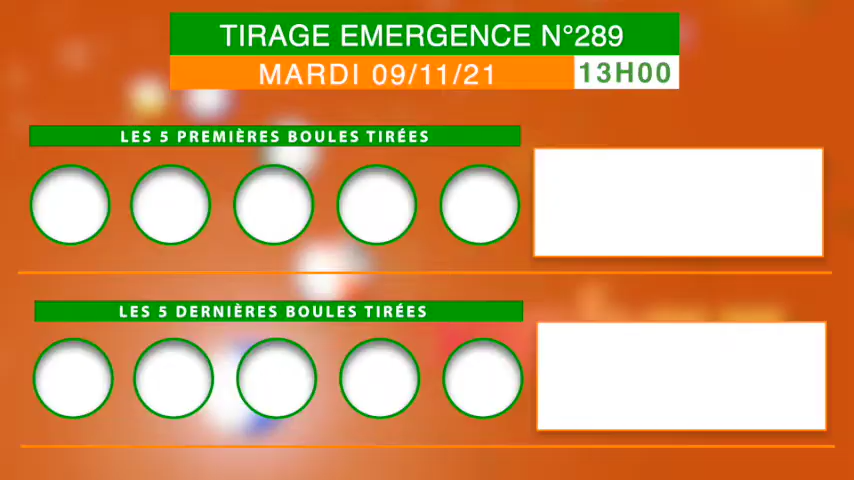 TIRAGE EMERGENCE N°289
MARDI 09/11/21 13H00
LES 5 PREMIÈRES BOULES TIRÉES
LES 5 DERNIÈRES BOULES TIRÉES